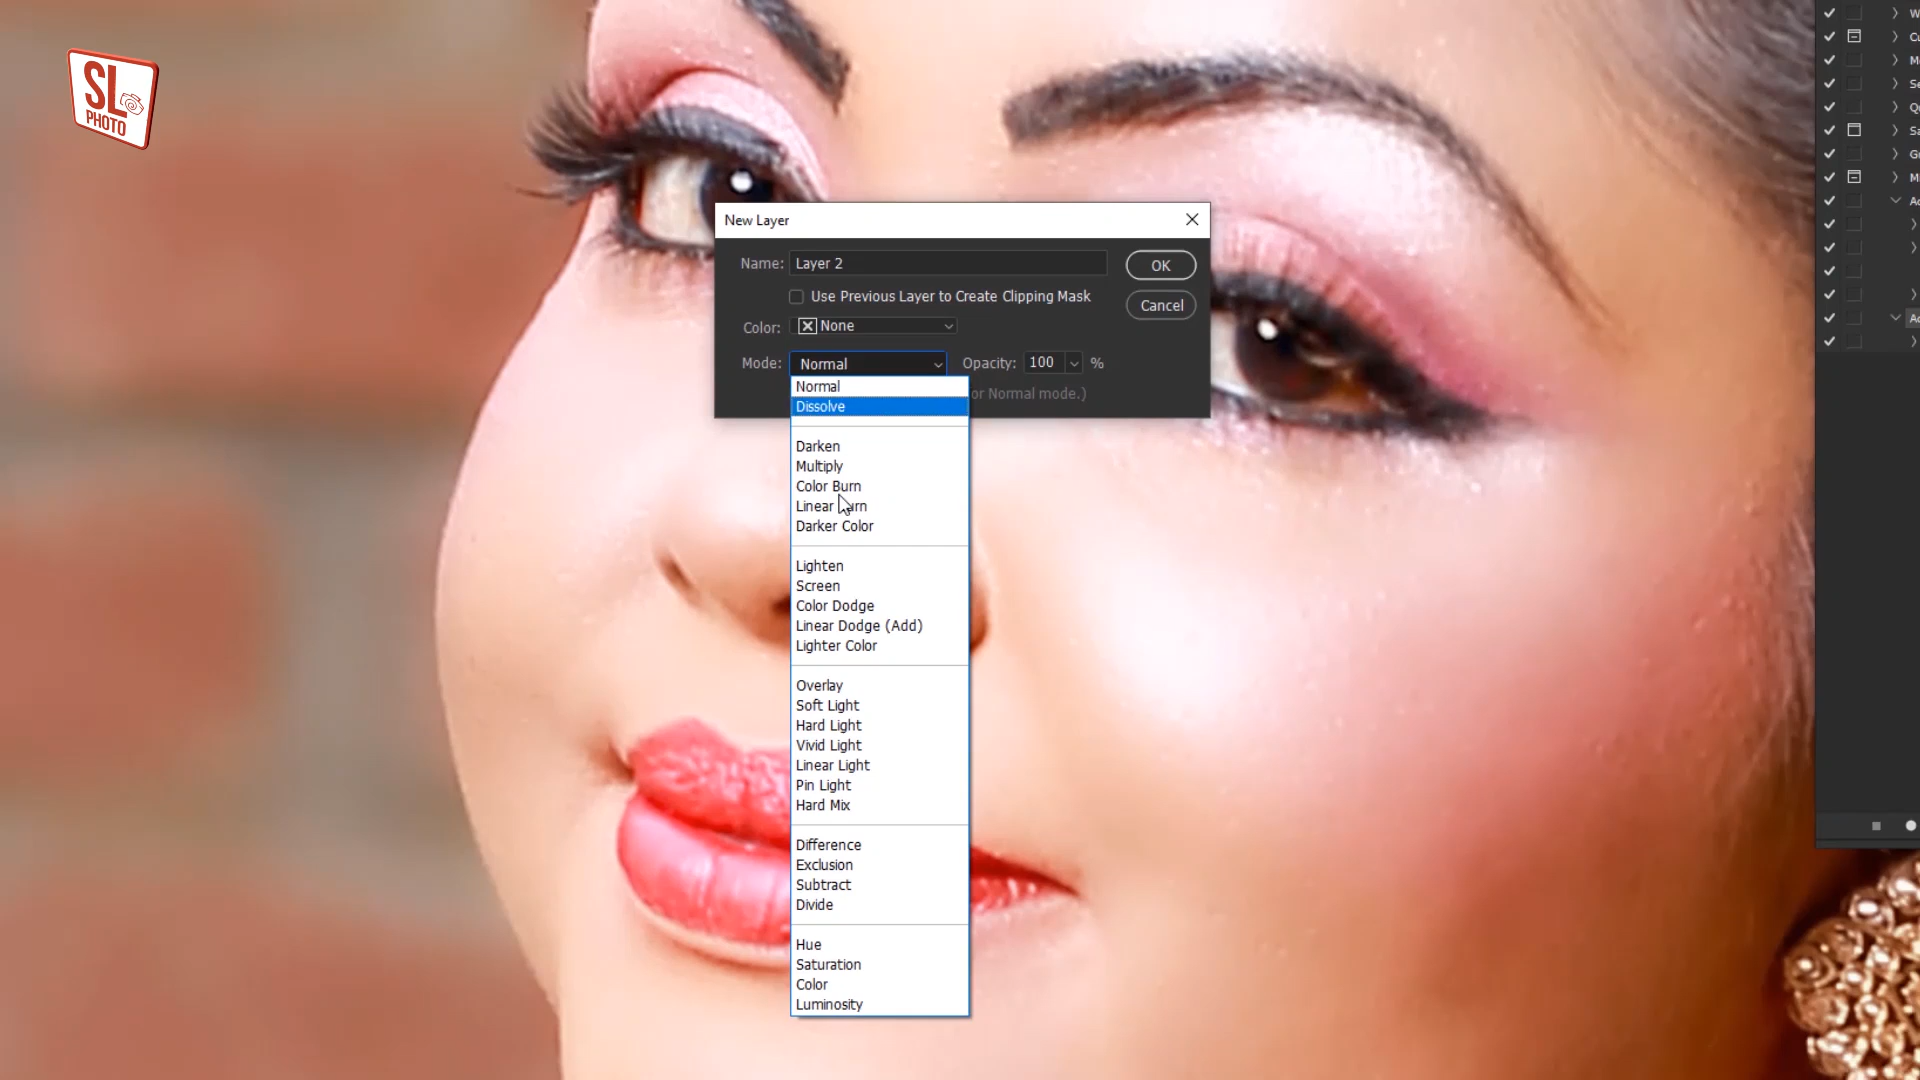 SL
PHOTO
New Layer
Name: Layer 2
OK
Use Previous Layer to Create Clipping Mask
Cancel
Color: None
Mode: Normal Opacity: 100 %
or Normal mode.)
Normal
Dissolve
Darken
Multiply
Color Burn
Linear Burn
Darker Color
Lighten
Screen
Color Dodge
Linear Dodge (Add)
Lighter Color
Overlay
Soft Light
Hard Light
Vivid Light
Linear Light
Pin Light
Hard Mix
Difference
Exclusion
Subtract
Divide
Hue
Saturation
Color
Luminosity